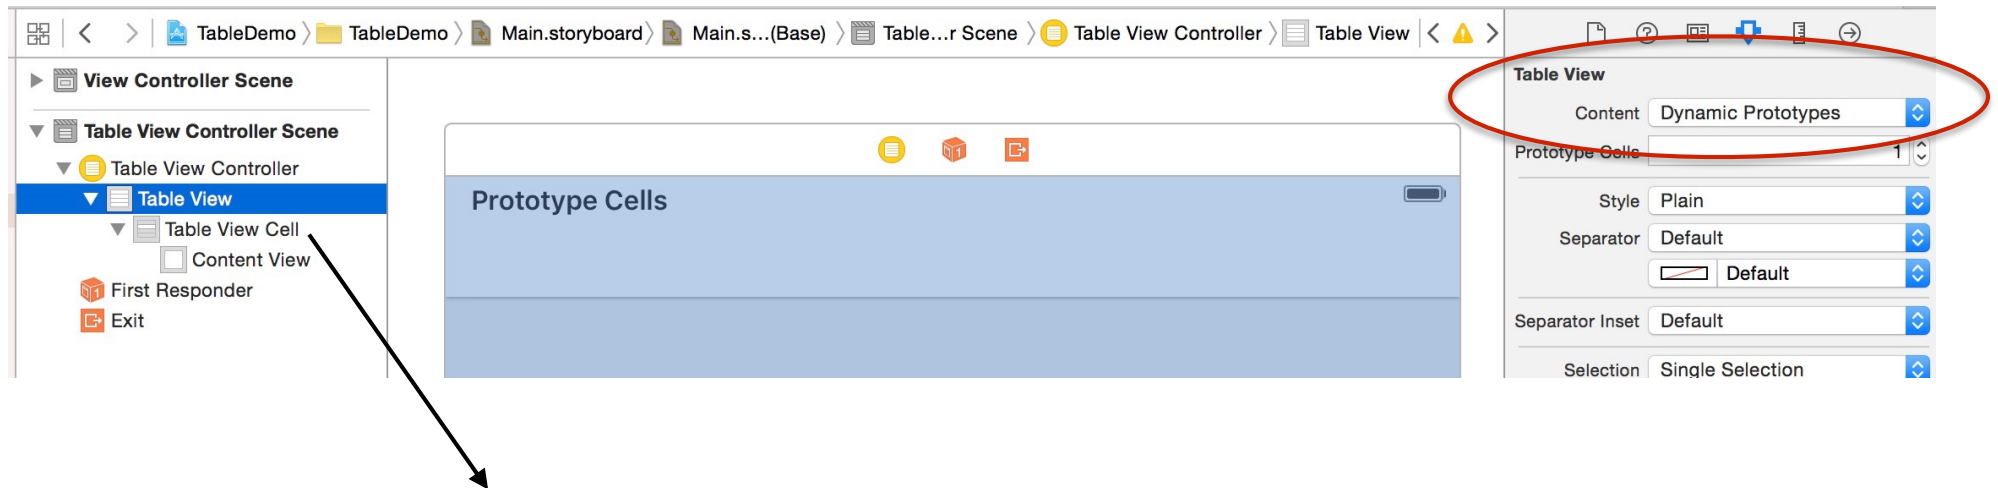 TableDemo TableDemo Main.storyboard Main.s...(Base) Table...r Scene Table View Controller Table View
View Controller Scene
Table View Controller Scene
Table View Controller
Table View
Table View Cell
Content View
First Responder
Exit
Prototype Cells
Table View
Content Dynamic Prototypes
Prototype Cells 1
Style Plain
Separator Default
Default
Separator Inset Default
Selection Single Selection